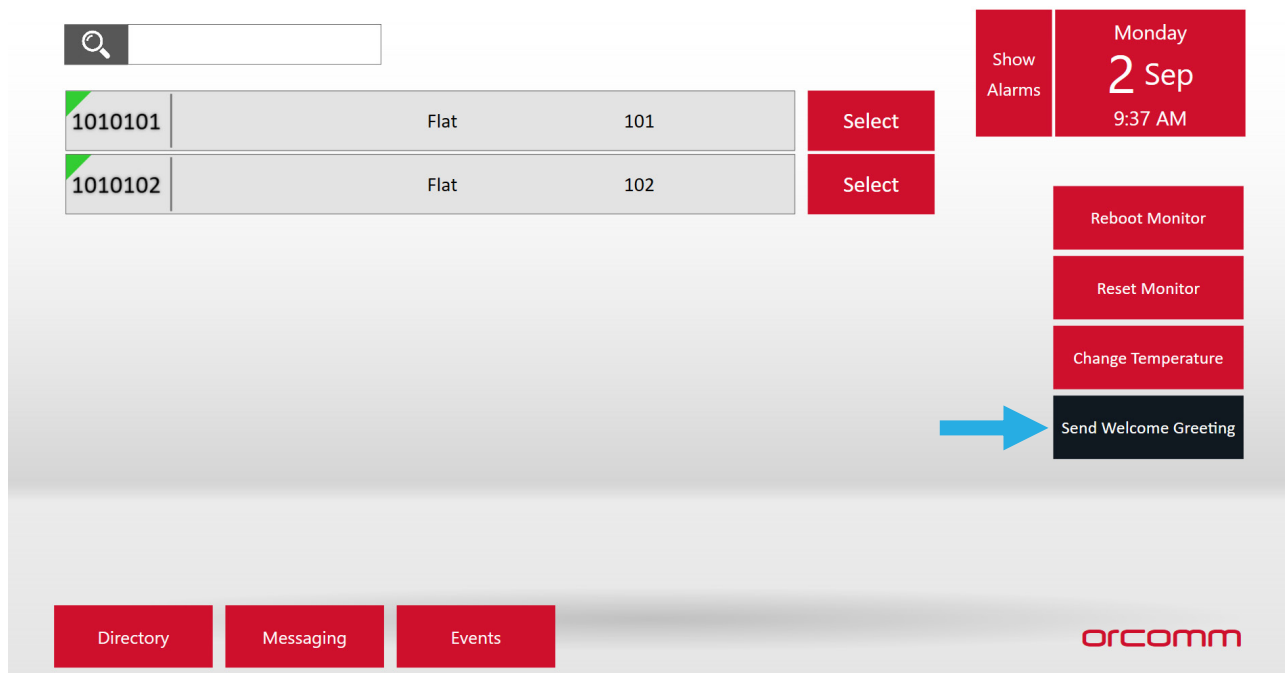 Show
Alarms
Monday
2 Sep
9:37 AM
1010101 Flat 101 Select
1010102 Flat 102 Select
Reboot Monitor
Reset Monitor
Change Temperature
Send Welcome Greeting
Directory Messaging Events
orcomm